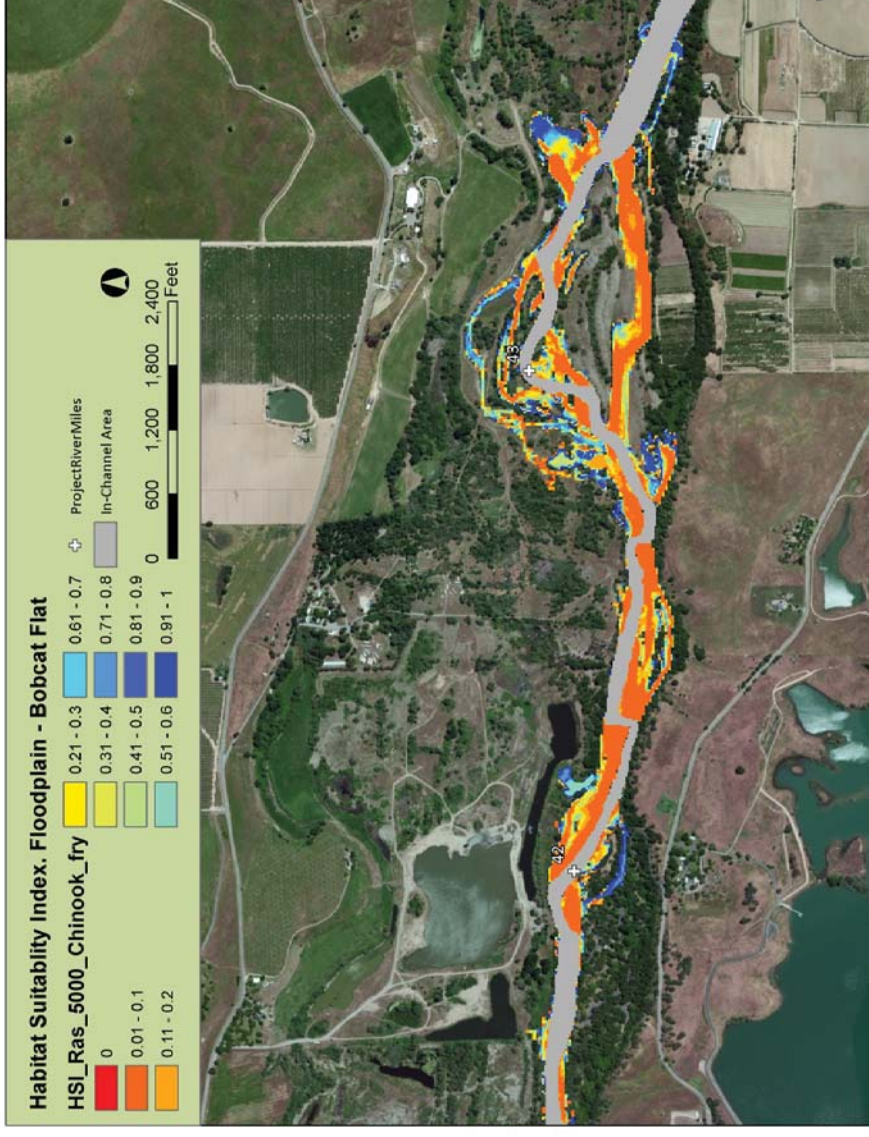 Habitat Suitablity Index. Floodplain - Bobcat Flat
HSI_Ras_5000_Chinook_fry
0
0.01 - 0.1
0.11 - 0.2
0.21 - 0.3
0.31 - 0.4
0.41 - 0.5
0.51 - 0.6
0.61 - 0.7
0.71 - 0.8
0.81 - 0.9
0.91 - 1
ProjectRiverMiles
In-Channel Area
0 600 1,200 1,800 2,400
Feet
42
43